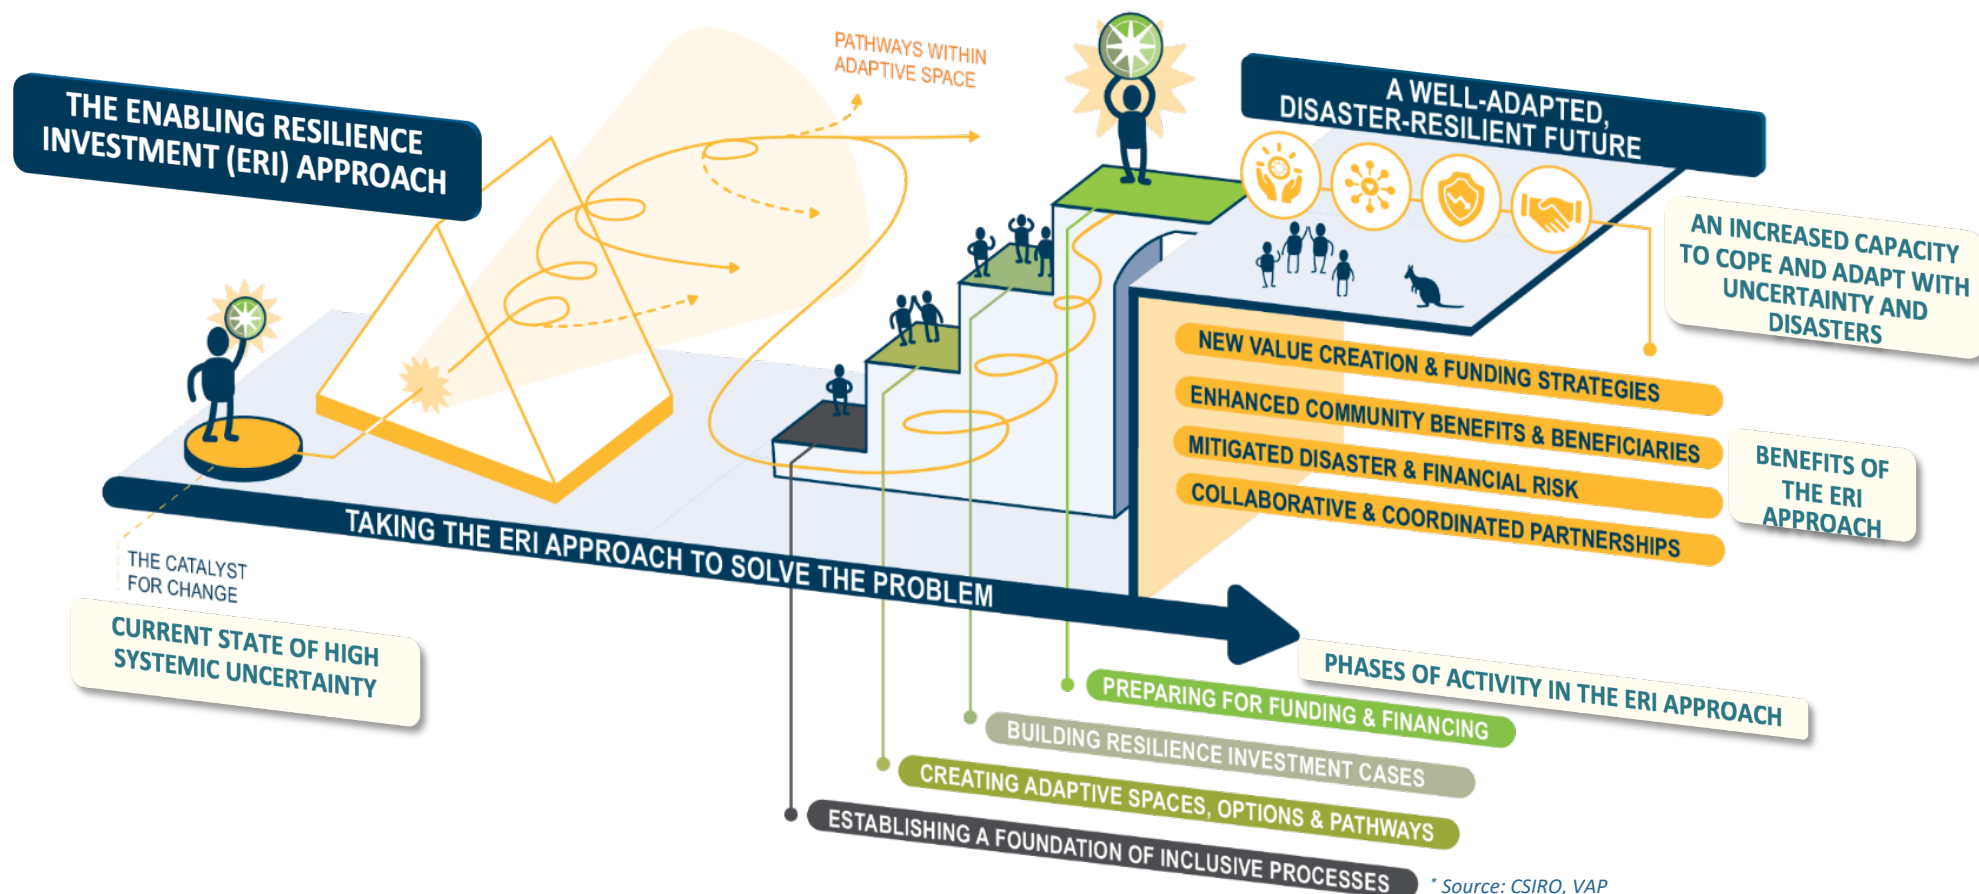 THE ENABLING RESILIENCE
INVESTMENT (ERI) APPROACH
PATHWAYS WITHIN
ADAPTIVE SPACE
A WELL-ADAPTED,
DISASTER-RESILIENT FUTURE
AN INCREASED CAPACITY
TO COPE AND ADAPT WITH
UNCERTAINTY AND
DISASTERS
NEW VALUE CREATION & FUNDING STRATEGIES
ENHANCED COMMUNITY BENEFITS & BENEFICIARIES
MITIGATED DISASTER & FINANCIAL RISK
COLLABORATIVE & COORDINATED PARTNERSHIPS
BENEFITS OF
THE ERI
APPROACH
TAKING THE ERI APPROACH TO SOLVE THE PROBLEM
THE CATALYST
FOR CHANGE
CURRENT STATE OF HIGH
SYSTEMIC UNCERTAINTY
PHASES OF ACTIVITY IN THE ERI APPROACH
PREPARING FOR FUNDING & FINANCING
BUILDING RESILIENCE INVESTMENT CASES
CREATING ADAPTIVE SPACES, OPTIONS & PATHWAYS
ESTABLISHING A FOUNDATION OF INCLUSIVE PROCESSES
* Source: CSIRO, VAP